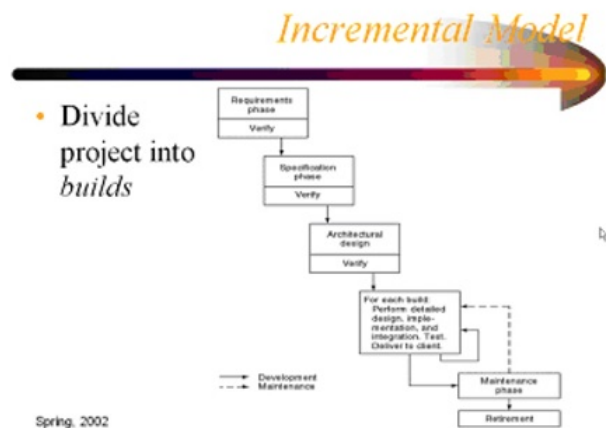 Incremental Model
• Divide
project into
builds
Requirements
phase
Verify
Specification
phase
Verify
Architectural
design
Verify
For each build:
Perform detailed
design, imple-
mentation, and
integration. Test.
Deliver to client.
Development
Maintenance
Maintenance
phase
Retirement
Spring, 2002